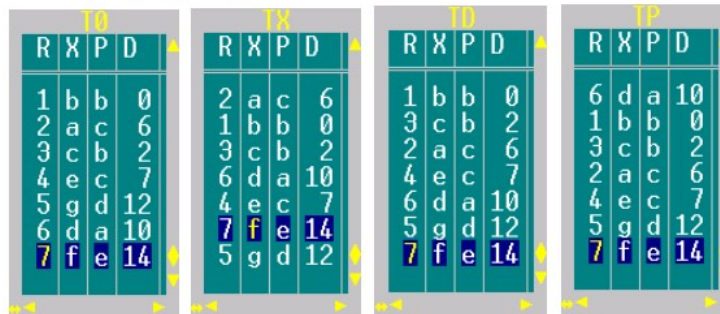 T0 TX TD TP
R X P D R X P D R X P D R X P D
1 b b 0 2 a c 6 1 b b 0 6 d a 10
2 a c 6 1 b b 0 3 c b 2 1 b b 0
3 c b 2 3 c b 2 2 a c 6 3 c b 2
4 e c 7 6 d a 10 4 e c 7 2 a c 6
5 g d 12 4 e c 7 6 d a 10 4 e c 7
6 d a 10 7 f e 14 5 g d 12 5 g d 12
7 f e 14 5 g d 12 7 f e 14 7 f e 14